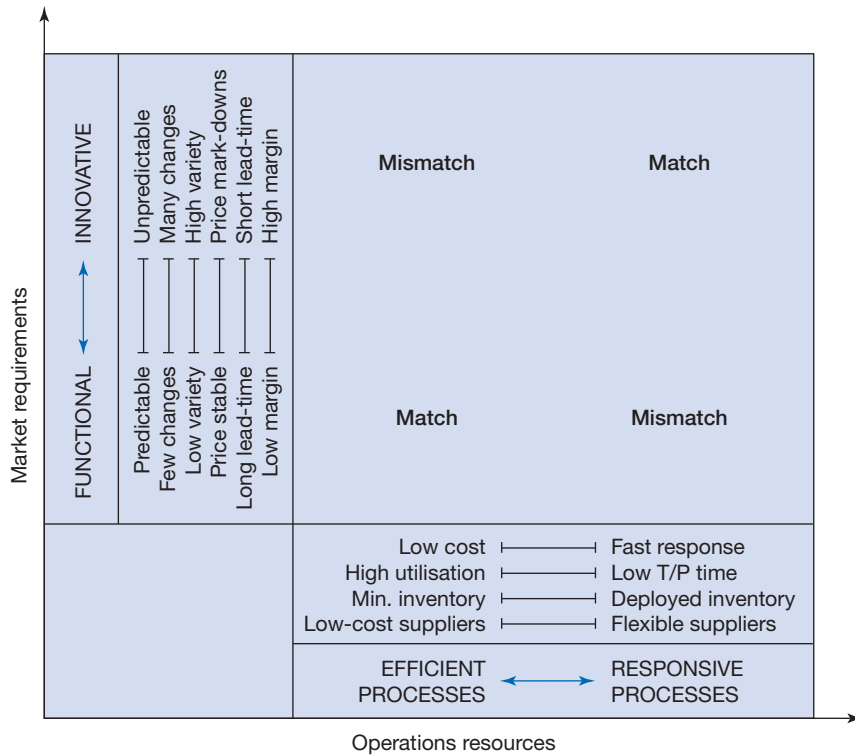 Market requirements
INNOVATIVE
FUNCTIONAL
Unpredictable
Many changes
High variety
Price mark-downs
Short lead-time
High margin
Predictable
Few changes
Low variety
Price stable
Long lead-time
Low margin
Mismatch
Match
Match
Mismatch
Low cost
Fast response
High utilisation
Low T/P time
Min. inventory
Deployed inventory
Low-cost suppliers
Flexible suppliers
EFFICIENT
PROCESSES
RESPONSIVE
PROCESSES
Operations resources